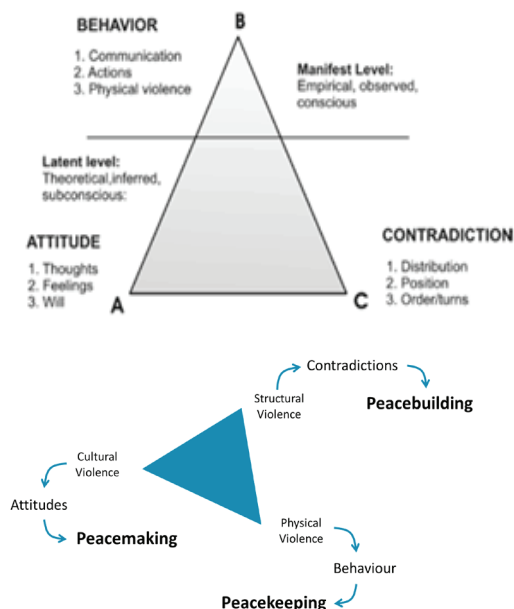 BEHAVIOR
1. Communication
2. Actions
3. Physical violence
B
Manifest Level:
Empirical, observed,
conscious
Latent level:
Theoretical,inferred,
subconscious:
ATTITUDE
1. Thoughts
2. Feelings
3. Will
A
CONTRADICTION
1. Distribution
2. Position
3. Order/turns
C
Contradictions
Structural
Violence
Peacebuilding
Cultural
Violence
Attitudes
Peacemaking
Physical
Violence
Behaviour
Peacekeeping